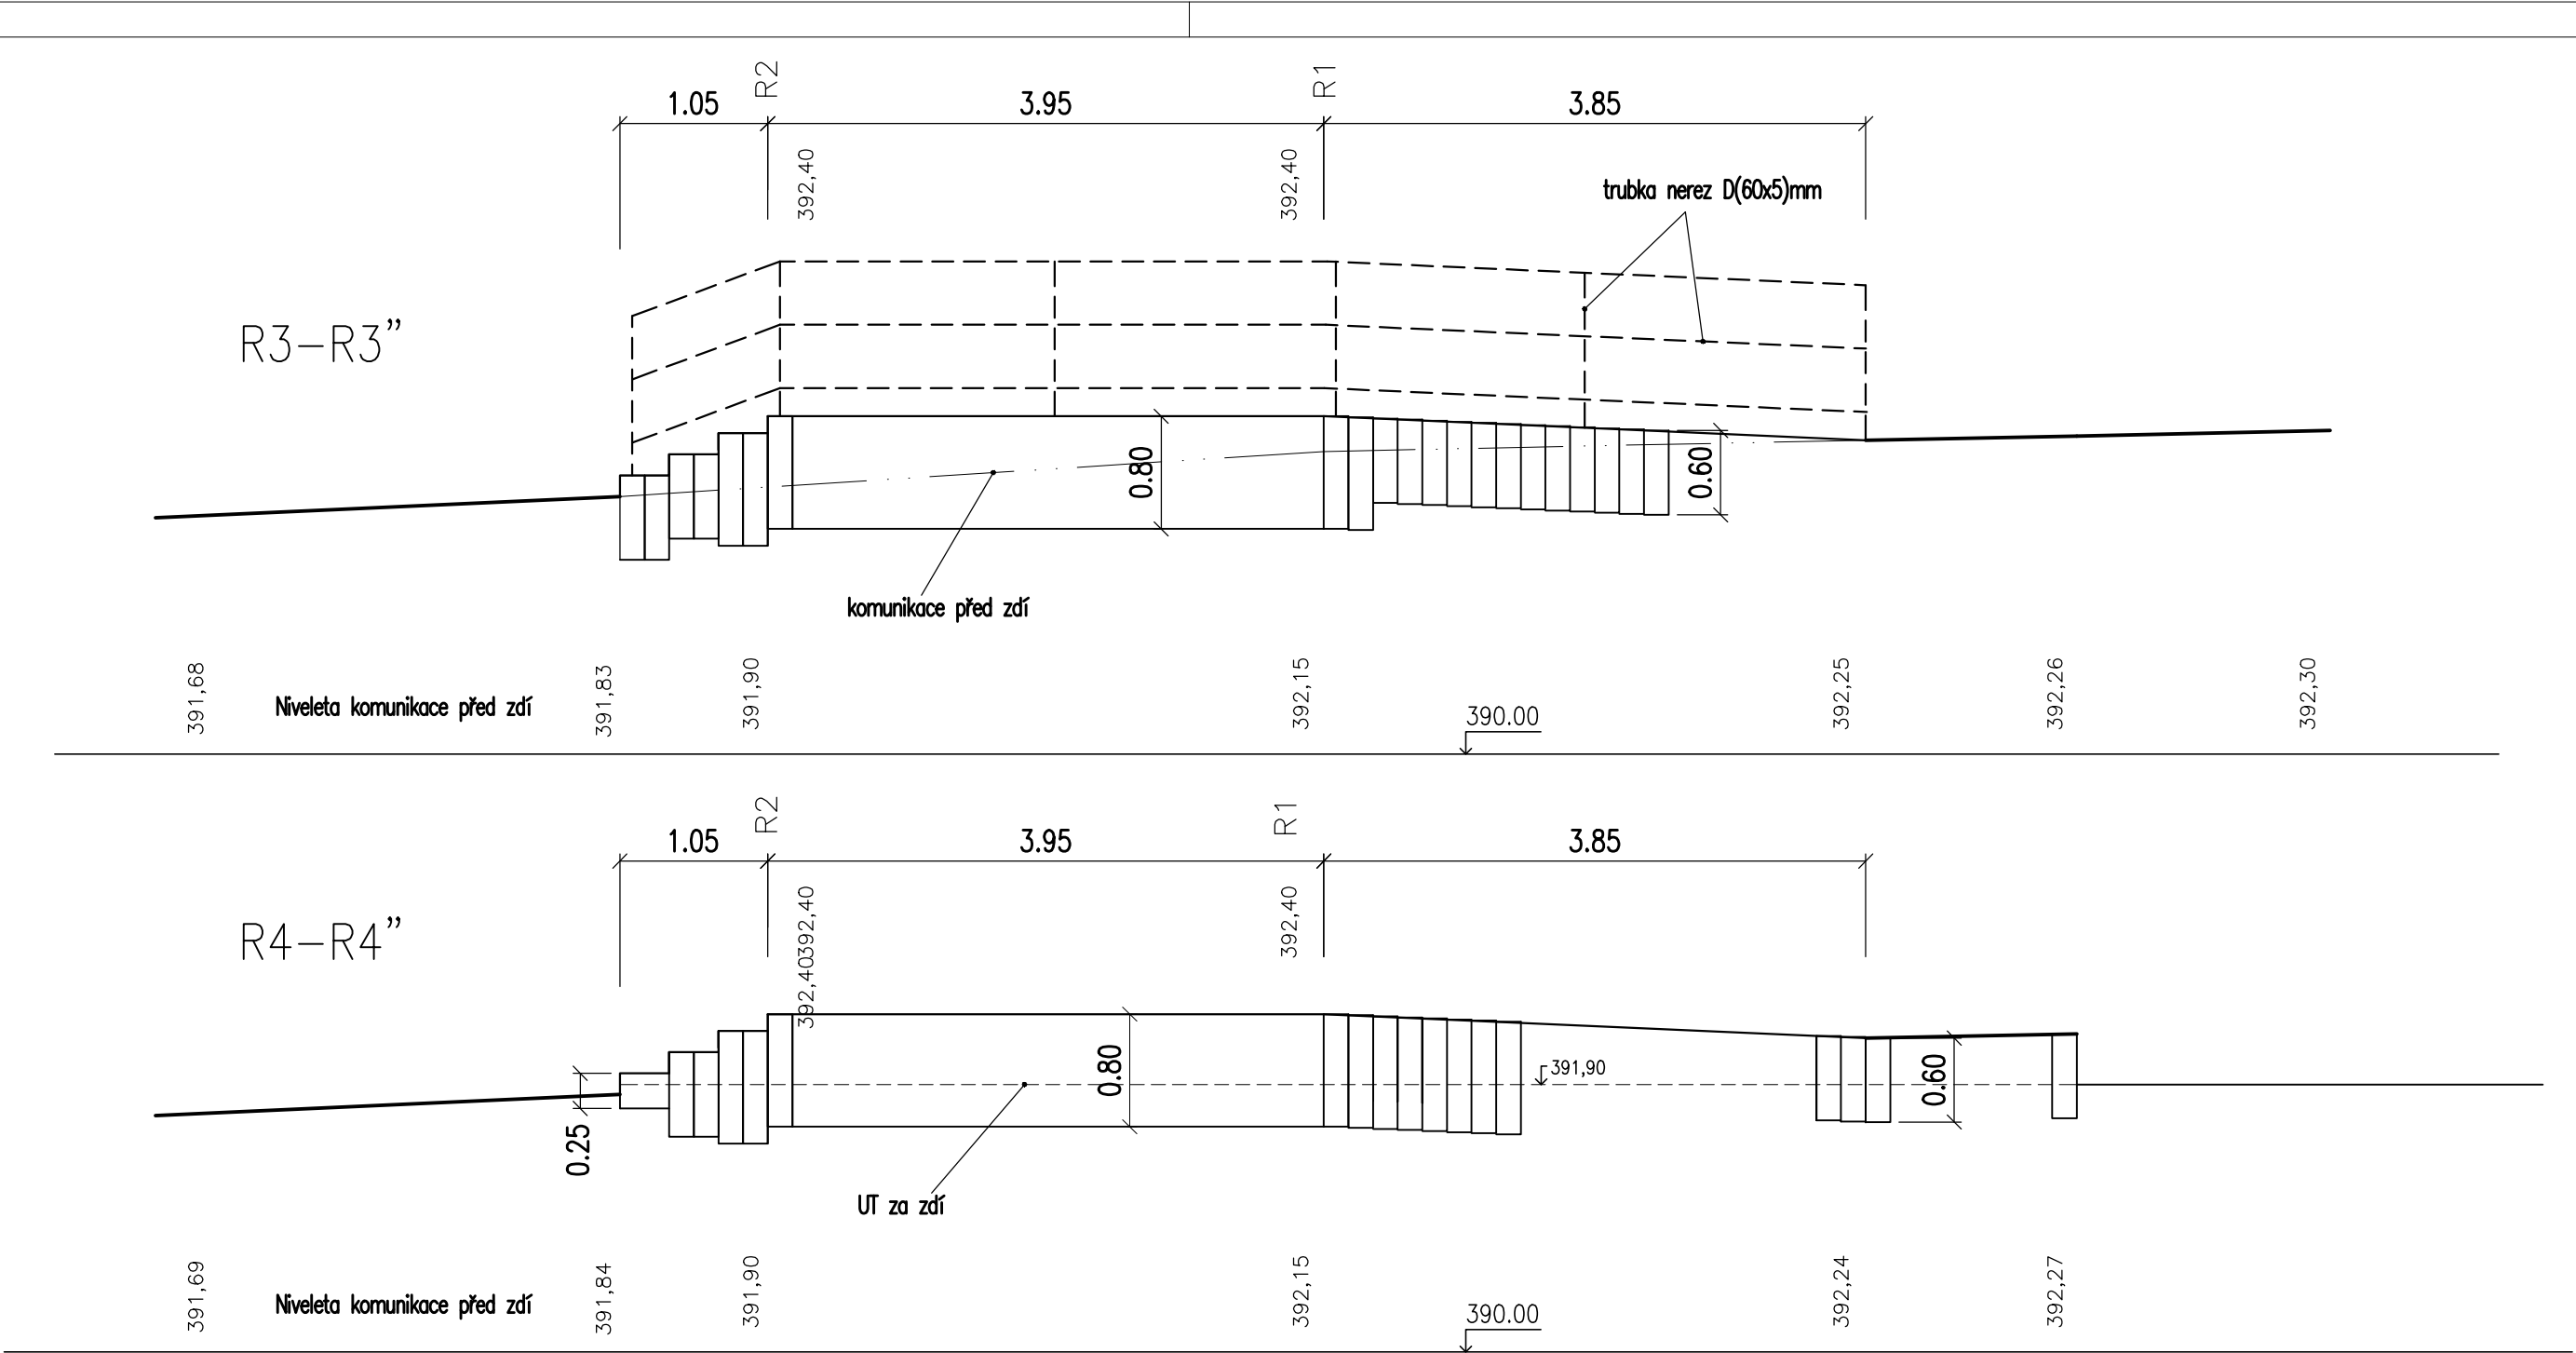 R2
R1
1.05
3.95
3.85
392,40
392,40
trubka nerez D(60x5)mm
R3-R3”
0.80
0.60
komunikace před zdí
391,68
Niveleta komunikace před zdí
391,83
391,90
392,15
390.00
392,25
392,26
392,30
R2
R1
1.05
3.95
3.85
392,40
392,40
392,40
R4-R4”
0.80
391,90
0.60
0.25
UT za zdí
391,69
Niveleta komunikace před zdí
391,84
391,90
392,15
390.00
392,24
392,27